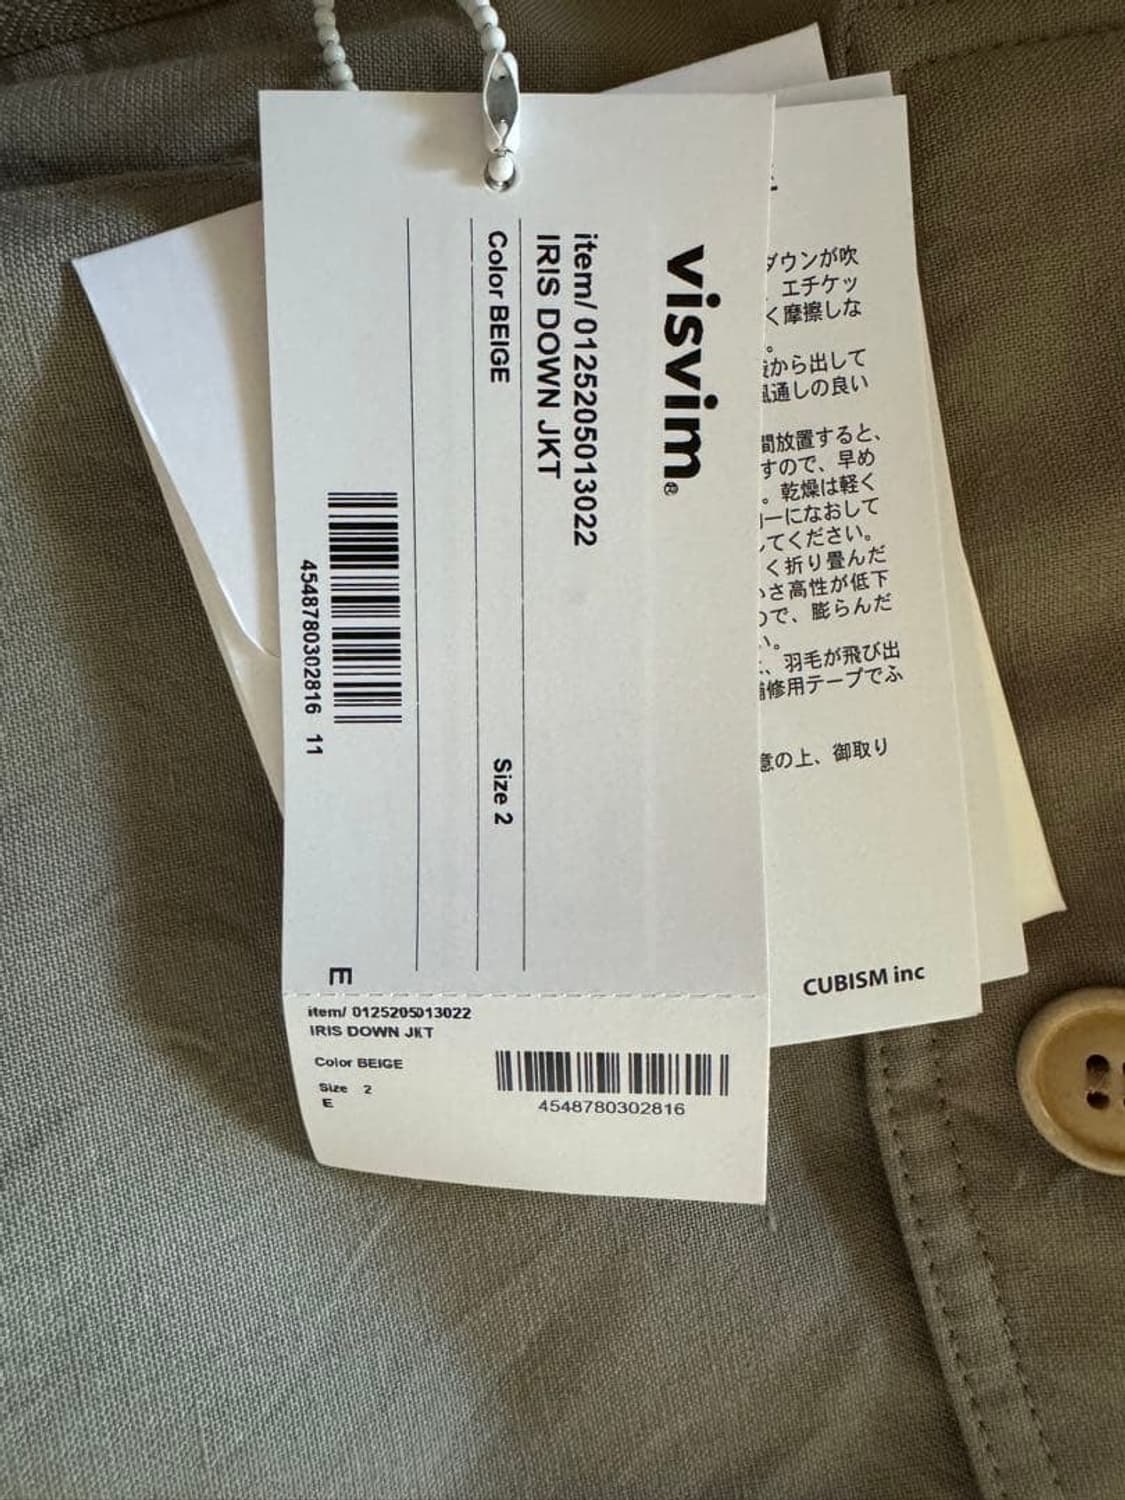 visvim®
item/ 0125205013022
IRIS DOWN JKT
Color BEIGE Size 2
4548780302816 11
E
item/ 0125205013022
IRIS DOWN JKT
Color BEIGE
Size 2
E
4548780302816
ダウンが吹
エチケッ
く摩擦しな
。
から出して
通しの良い
間放置すると、
すので、早め
。乾燥は軽く
一になおして
てください。
く折り畳んだ
さ高性が低下
で、膨らんだ
い。
、羽毛が飛び出
修用テープでふ
意の上、御取り
CUBISM inc